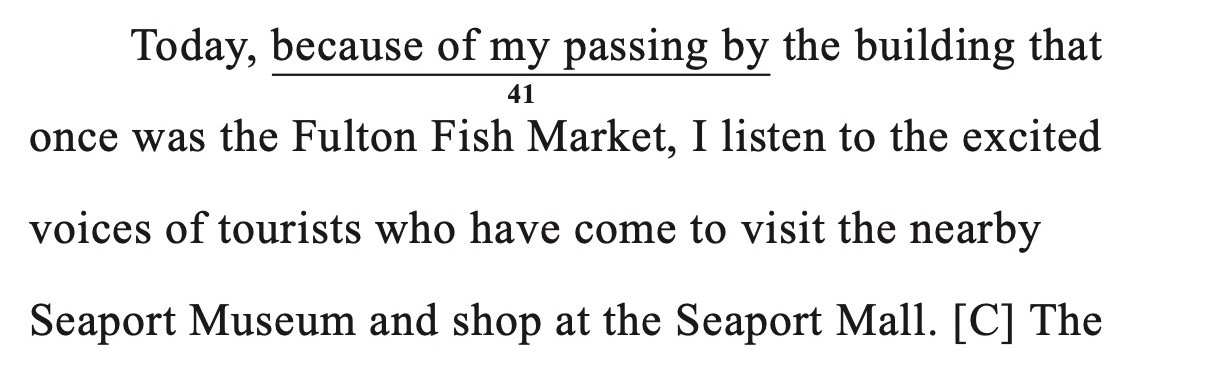 Today, because of my passing by the building that
41
once was the Fulton Fish Market, I listen to the excited
voices of tourists who have come to visit the nearby
Seaport Museum and shop at the Seaport Mall. [C] The